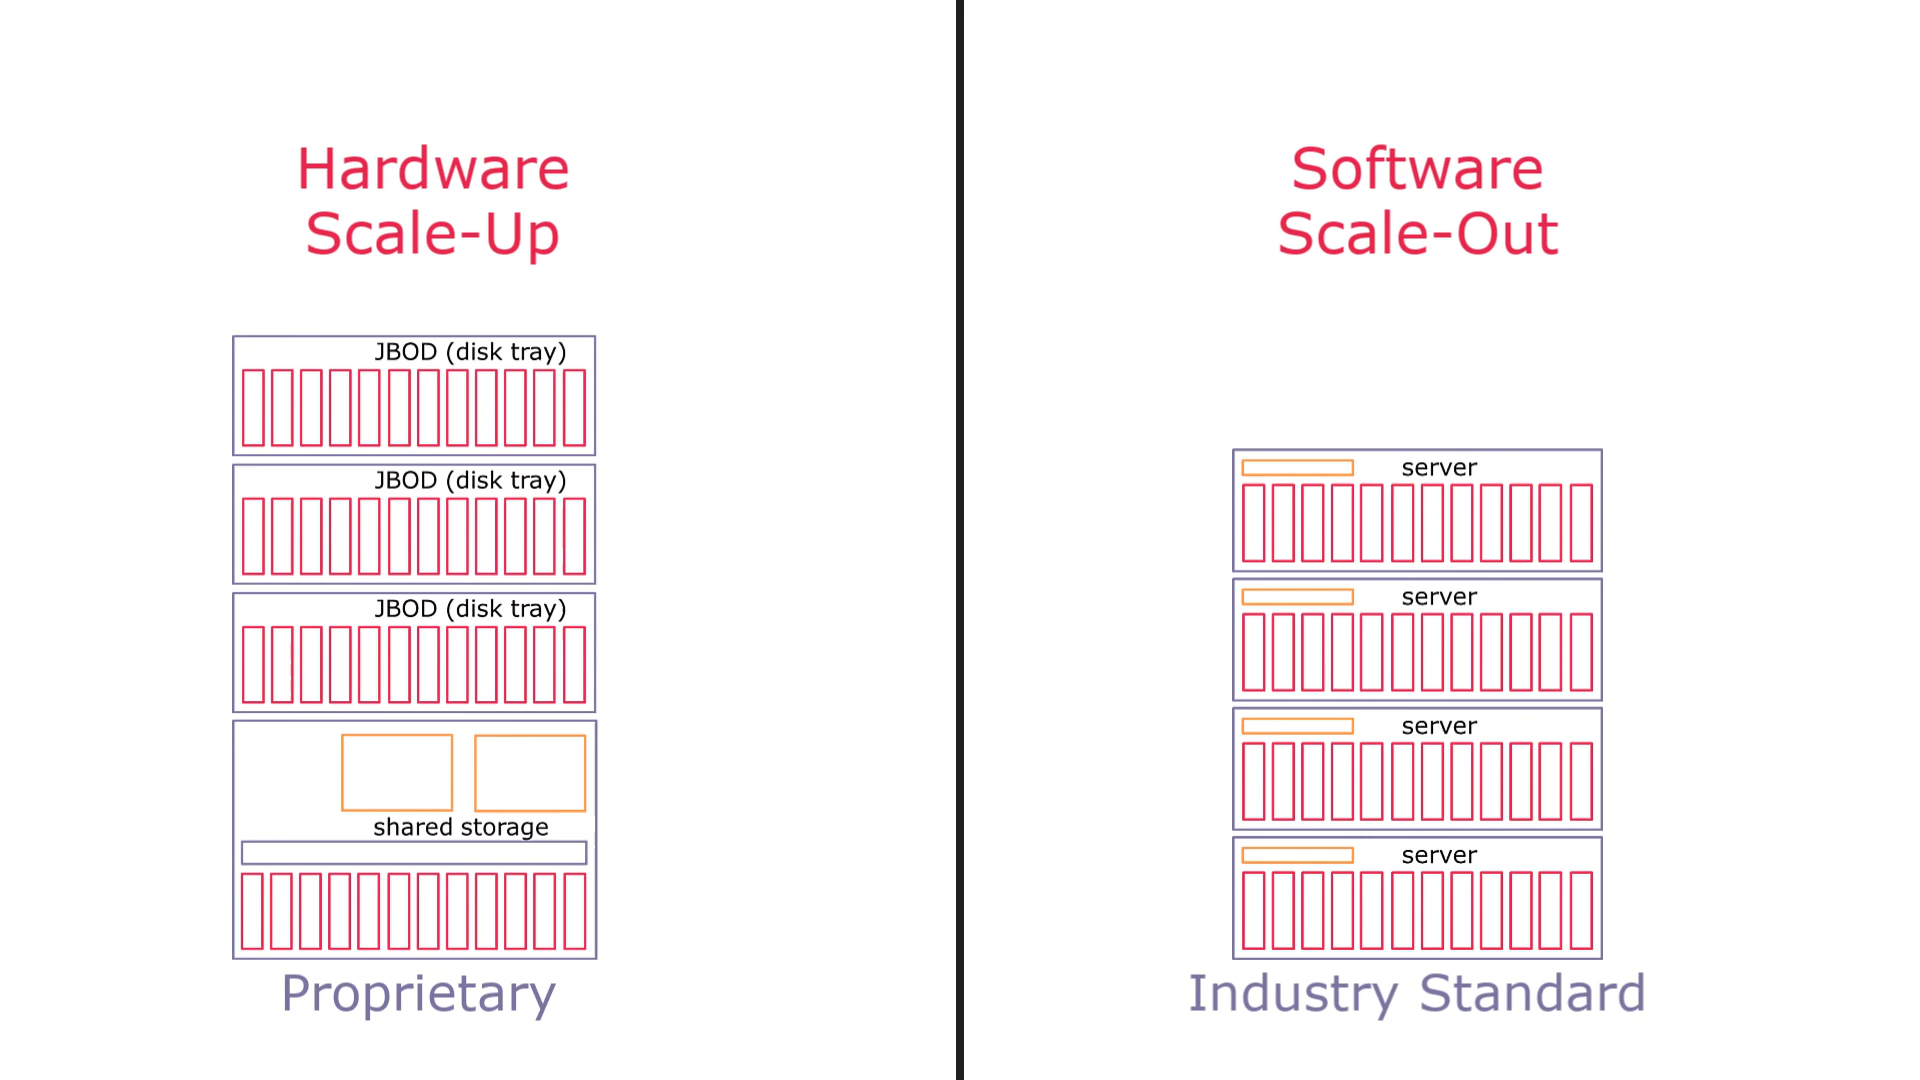 Hardware
Scale-Up
JBOD (disk tray)
JBOD (disk tray)
JBOD (disk tray)
shared storage
Proprietary
Software
Scale-Out
server
server
server
server
Industry Standard